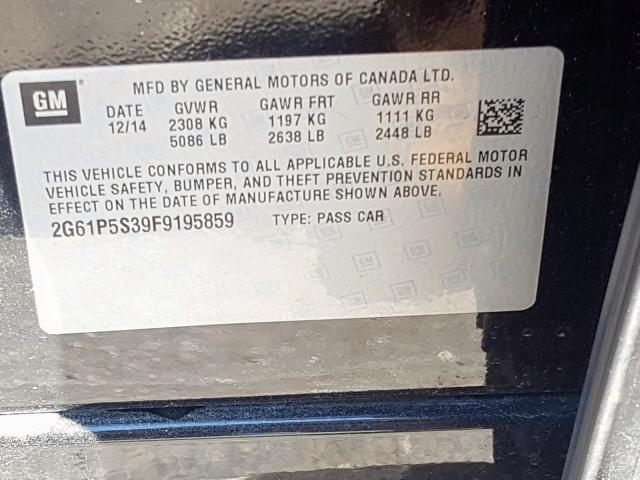 GM
MFD BY GENERAL MOTORS OF CANADA LTD.
DATE GVWR GAWR FRT GAWR RR
12/14 2308 KG 1197 KG 1111 KG
5086 LB 2638 LB 2448 LB
THIS VEHICLE CONFORMS TO ALL APPLICABLE U.S. FEDERAL MOTOR
VEHICLE SAFETY, BUMPER, AND THEFT PREVENTION STANDARDS IN
EFFECT ON THE DATE OF MANUFACTURE SHOWN ABOVE.
2G61P5S39F9195859 TYPE: PASS CAR